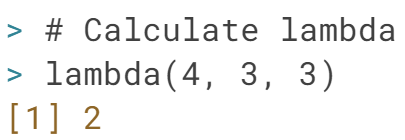 > # Calculate lambda
> lambda(4, 3, 3)
[1] 2